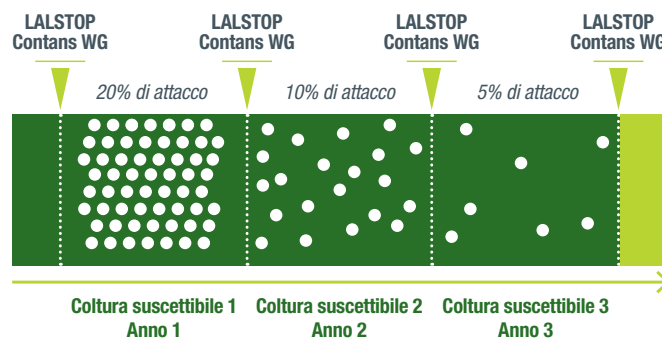 LALSTOP
Contans WG
LALSTOP
Contans WG
LALSTOP
Contans WG
LALSTOP
Contans WG
20% di attacco
10% di attacco
5% di attacco
Coltura suscettibile 1
Anno 1
Coltura suscettibile 2
Anno 2
Coltura suscettibile 3
Anno 3